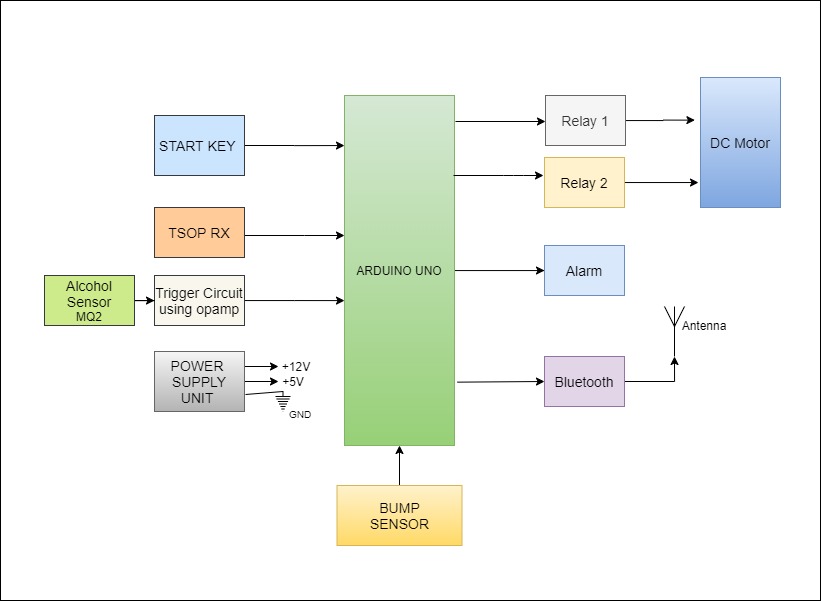 START KEY
TSOP RX
Alcohol
Sensor
MQ2
Trigger Circuit
using opamp
POWER
SUPPLY
UNIT
+12V
+5V
GND
ARDUINO UNO
BUMP
SENSOR
Relay 1
Relay 2
DC Motor
Alarm
Bluetooth
Antenna